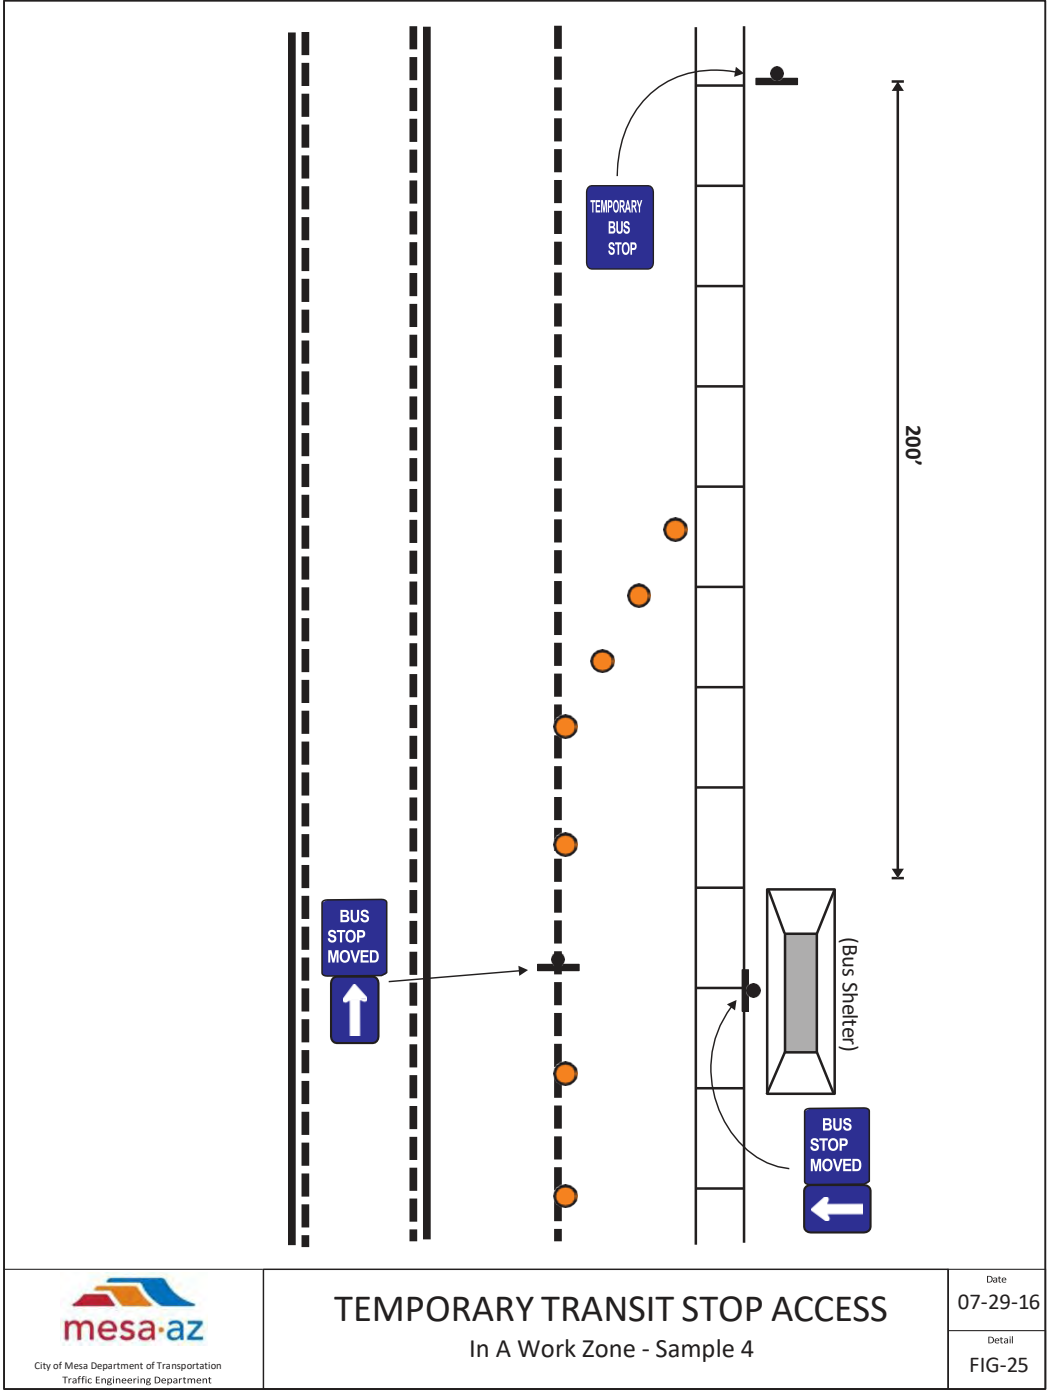 TEMPORARY
BUS
STOP
200’
BUS
STOP
MOVED
(Bus Shelter)
BUS
STOP
MOVED
mesa·az
City of Mesa Department of Transportation
Traffic Engineering Department
TEMPORARY TRANSIT STOP ACCESS
In A Work Zone - Sample 4
Date
07-29-16
Detail
FIG-25